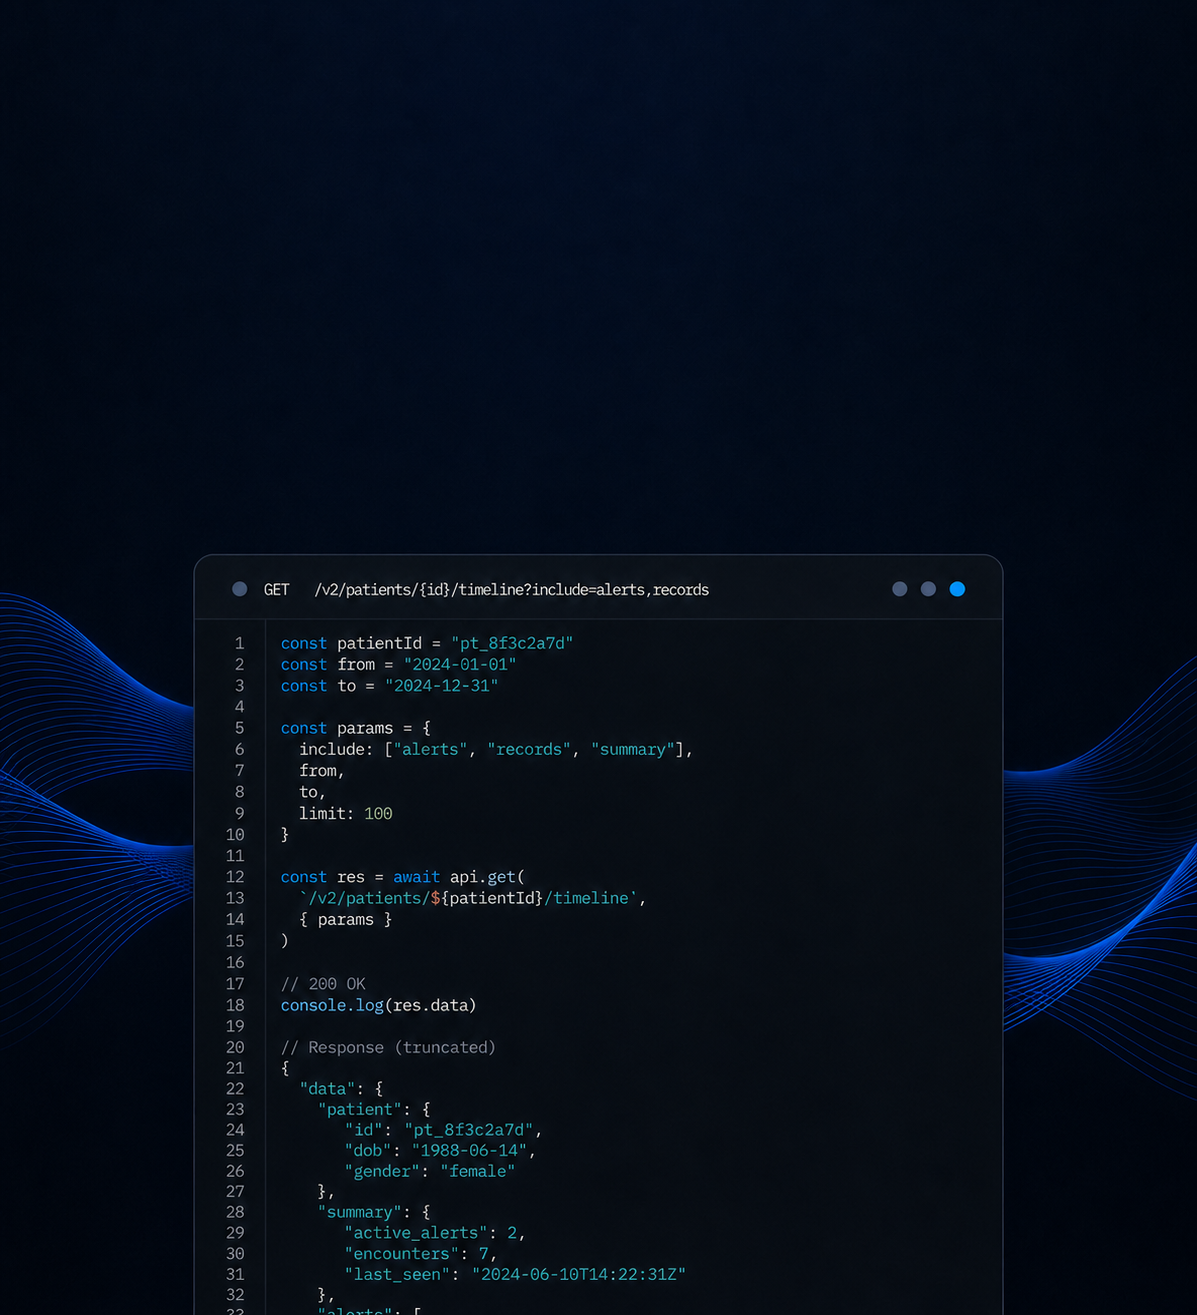 GET /v2/patients/{id}/timeline?include=alerts,records
1 const patientId = "pt_8f3c2a7d"
2 const from = "2024-01-01"
3 const to = "2024-12-31"
4
5 const params = {
6   include: ["alerts", "records", "summary"],
7   from,
8   to,
9   limit: 100
10 }
11
12 const res = await api.get(
13   `/v2/patients/${patientId}/timeline`,
14   { params }
15 )
16
17 // 200 OK
18 console.log(res.data)
19
20 // Response (truncated)
21 {
22   "data": {
23     "patient": {
24        "id": "pt_8f3c2a7d",
25        "dob": "1988-06-14",
26        "gender": "female"
27     },
28     "summary": {
29        "active_alerts": 2,
30        "encounters": 7,
31        "last_seen": "2024-06-10T14:22:31Z"
32     },
33     "alerts": [